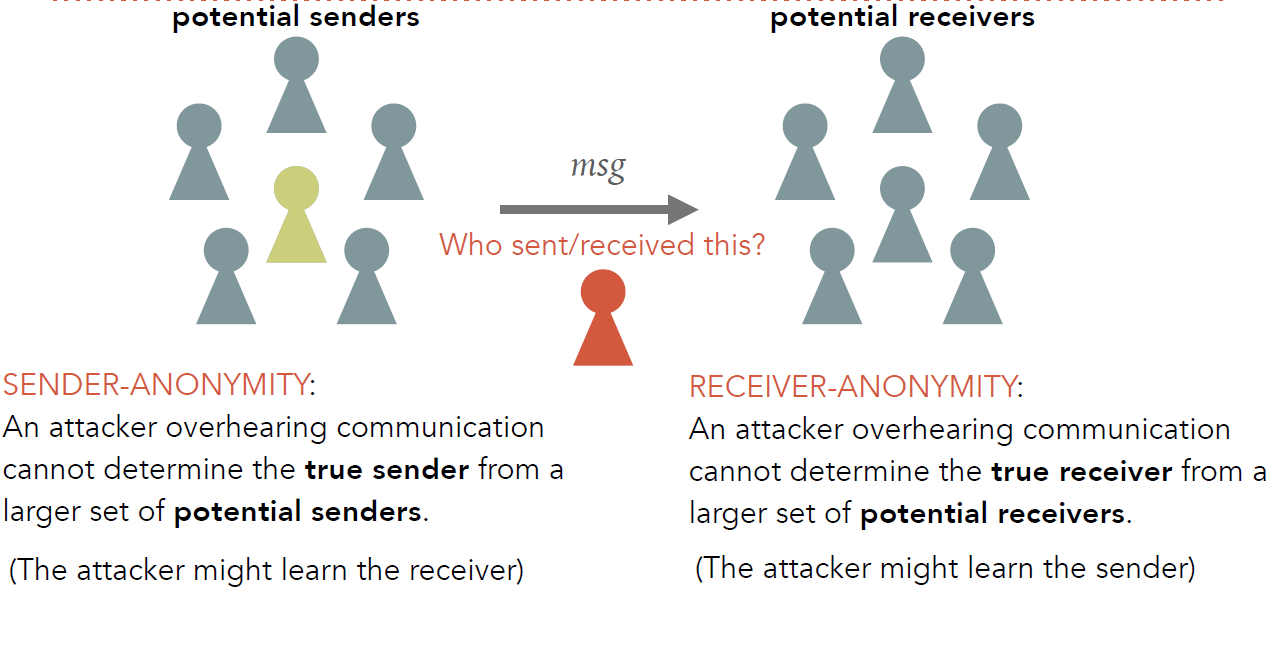 potential senders
potential receivers
msg
Who sent/received this?
SENDER-ANONYMITY:
An attacker overhearing communication
cannot determine the true sender from a
larger set of potential senders.
(The attacker might learn the receiver)
RECEIVER-ANONYMITY:
An attacker overhearing communication
cannot determine the true receiver from a
larger set of potential receivers.
(The attacker might learn the sender)